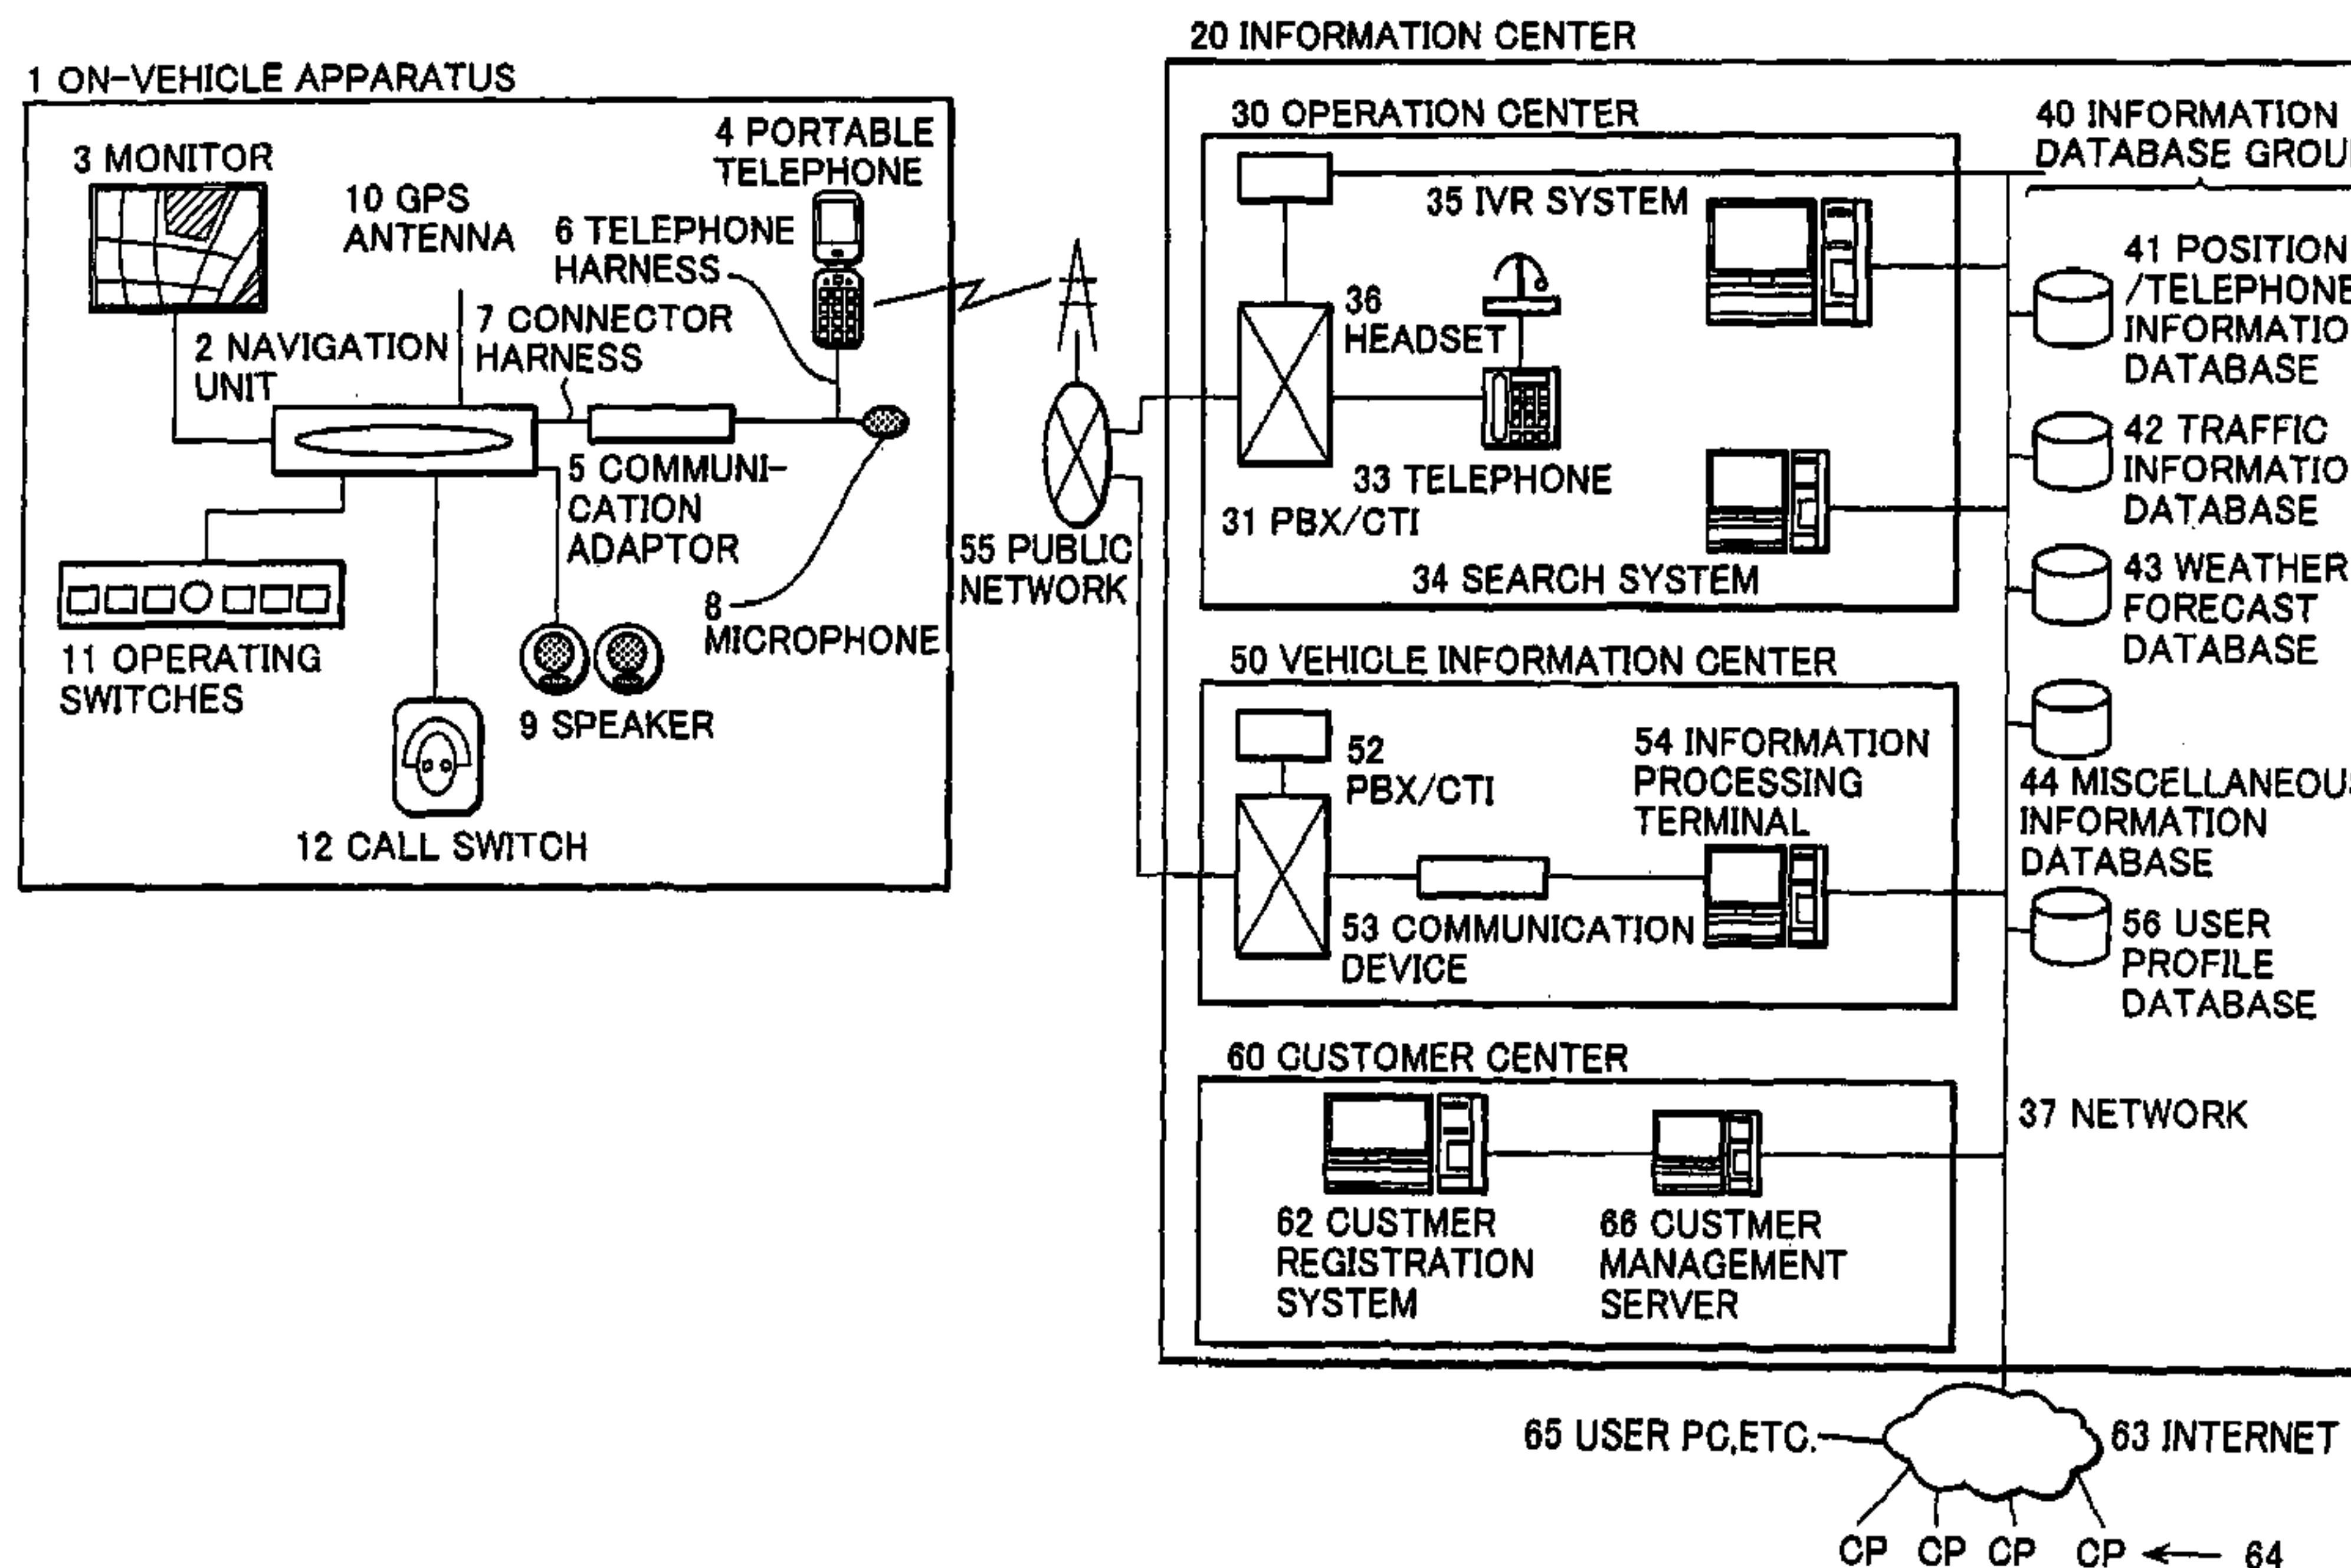 20 INFORMATION CENTER
1 ON-VEHICLE APPARATUS
3 MONITOR
10 GPS
ANTENNA
4 PORTABLE
TELEPHONE
6 TELEPHONE
HARNESS
7 CONNECTOR
HARNESS
2 NAVIGATION
UNIT
5 COMMUNI-
CATION
ADAPTOR
8
MICROPHONE
11 OPERATING
SWITCHES
9 SPEAKER
12 CALL SWITCH
55 PUBLIC
NETWORK
30 OPERATION CENTER
35 IVR SYSTEM
36
HEADSET
33 TELEPHONE
31 PBX/CTI
34 SEARCH SYSTEM
50 VEHICLE INFORMATION CENTER
52
PBX/CTI
54 INFORMATION
PROCESSING
TERMINAL
53 COMMUNICATION
DEVICE
60 CUSTOMER CENTER
62 CUSTMER
REGISTRATION
SYSTEM
66 CUSTMER
MANAGEMENT
SERVER
40 INFORMATION
DATABASE GROU
41 POSITION
/TELEPHONE
INFORMATIO
DATABASE
42 TRAFFIC
INFORMATIO
DATABASE
43 WEATHER
FORECAST
DATABASE
44 MISCELLANEOUS
INFORMATION
DATABASE
56 USER
PROFILE
DATABASE
37 NETWORK
65 USER PC,ETC.
63 INTERNET
CP CP CP CP 64